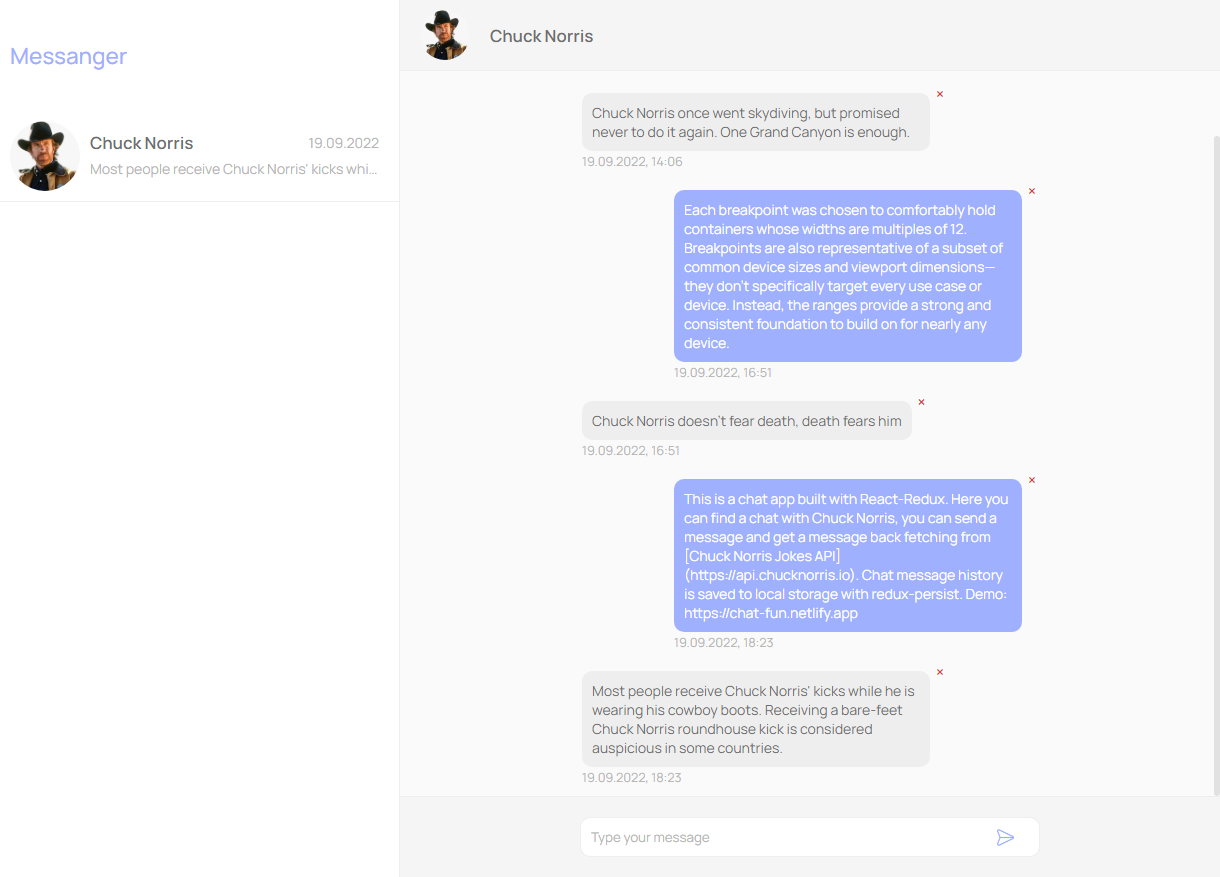 Messanger
Chuck Norris
19.09.2022
Most people receive Chuck Norris' kicks whi...
Chuck Norris
×
Chuck Norris once went skydiving, but promised
never to do it again. One Grand Canyon is enough.
19.09.2022, 14:06
×
Each breakpoint was chosen to comfortably hold
containers whose widths are multiples of 12.
Breakpoints are also representative of a subset of
common device sizes and viewport dimensions—
they don't specifically target every use case or
device. Instead, the ranges provide a strong and
consistent foundation to build on for nearly any
device.
19.09.2022, 16:51
×
Chuck Norris doesn't fear death, death fears him
19.09.2022, 16:51
×
This is a chat app built with React-Redux. Here you
can find a chat with Chuck Norris, you can send a
message and get a message back fetching from
[Chuck Norris Jokes API]
(https://api.chucknorris.io). Chat message history
is saved to local storage with redux-persist. Demo:
https://chat-fun.netlify.app
19.09.2022, 18:23
×
Most people receive Chuck Norris' kicks while he is
wearing his cowboy boots. Receiving a bare-feet
Chuck Norris roundhouse kick is considered
auspicious in some countries.
19.09.2022, 18:23
Type your message